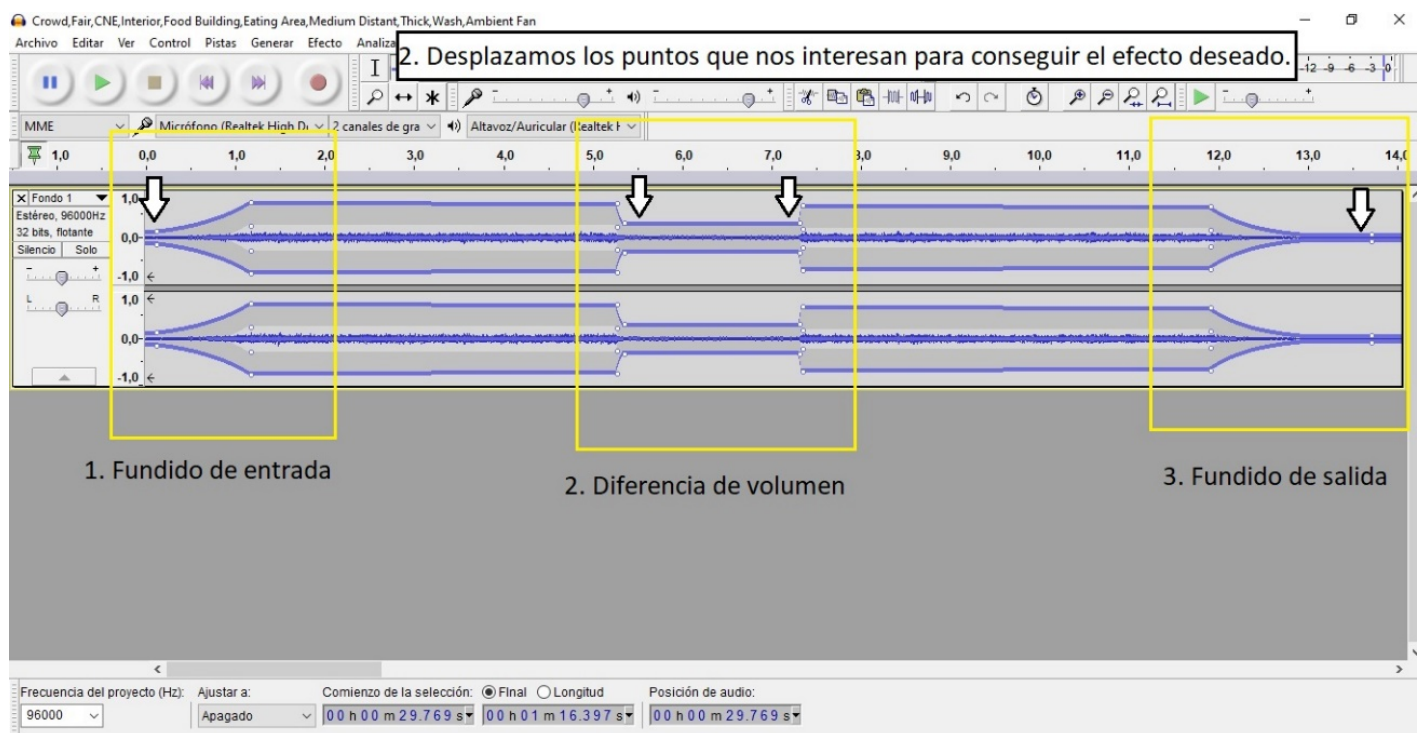 Crowd,Fair,CNE,Interior,Food Building,Eating Area,Medium Distant,Thick,Wash,Ambient Fan
Archivo Editar Ver Control Pistas Generar Efecto
2. Desplazamos los puntos que nos interesan para conseguir el efecto deseado.
-12 -9 -6 -3 0
MME Micrófono (Realtek High 2 canales de gra Altavoz/Auricular (Realtek
1,0 0,0 1,0 2,0 3,0 4,0 5,0 6,0 7,0 8,0 9,0 10,0 11,0 12,0 13,0 14,0
Fondo 1 1,0
Estéreo, 96000Hz
32 bits, flotante 0,0
Silencio Solo
- + -1,0
L R 1,0
0,0
-1,0
1. Fundido de entrada
2. Diferencia de volumen
3. Fundido de salida
Frecuencia del proyecto (Hz): Ajustar a: Comienzo de la selección: FInal Longitud Posición de audio:
96000 Apagado 00 h 00 m 29.769 s 00 h 01 m 16.397 s 00 h 00 m 29.769 s